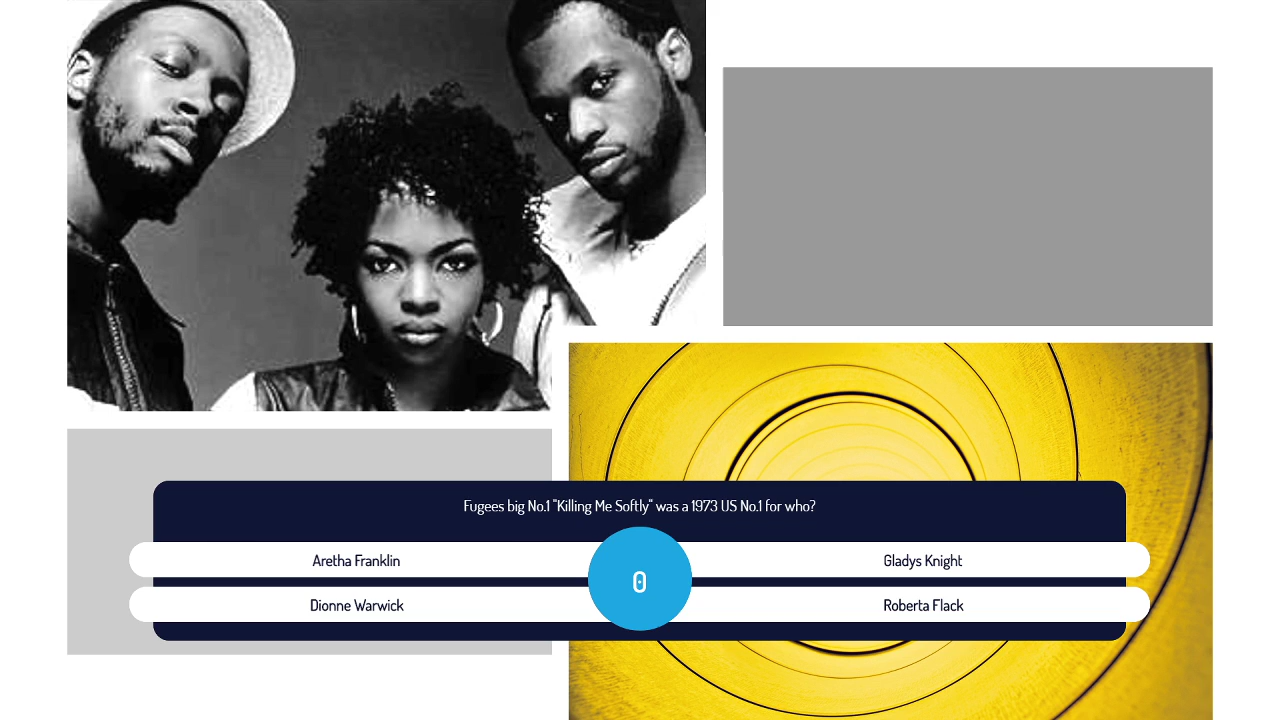 Fugees big No.1 "Killing Me Softly" was a 1973 US No.1 for who?
Aretha Franklin
Gladys Knight
0
Dionne Warwick
Roberta Flack